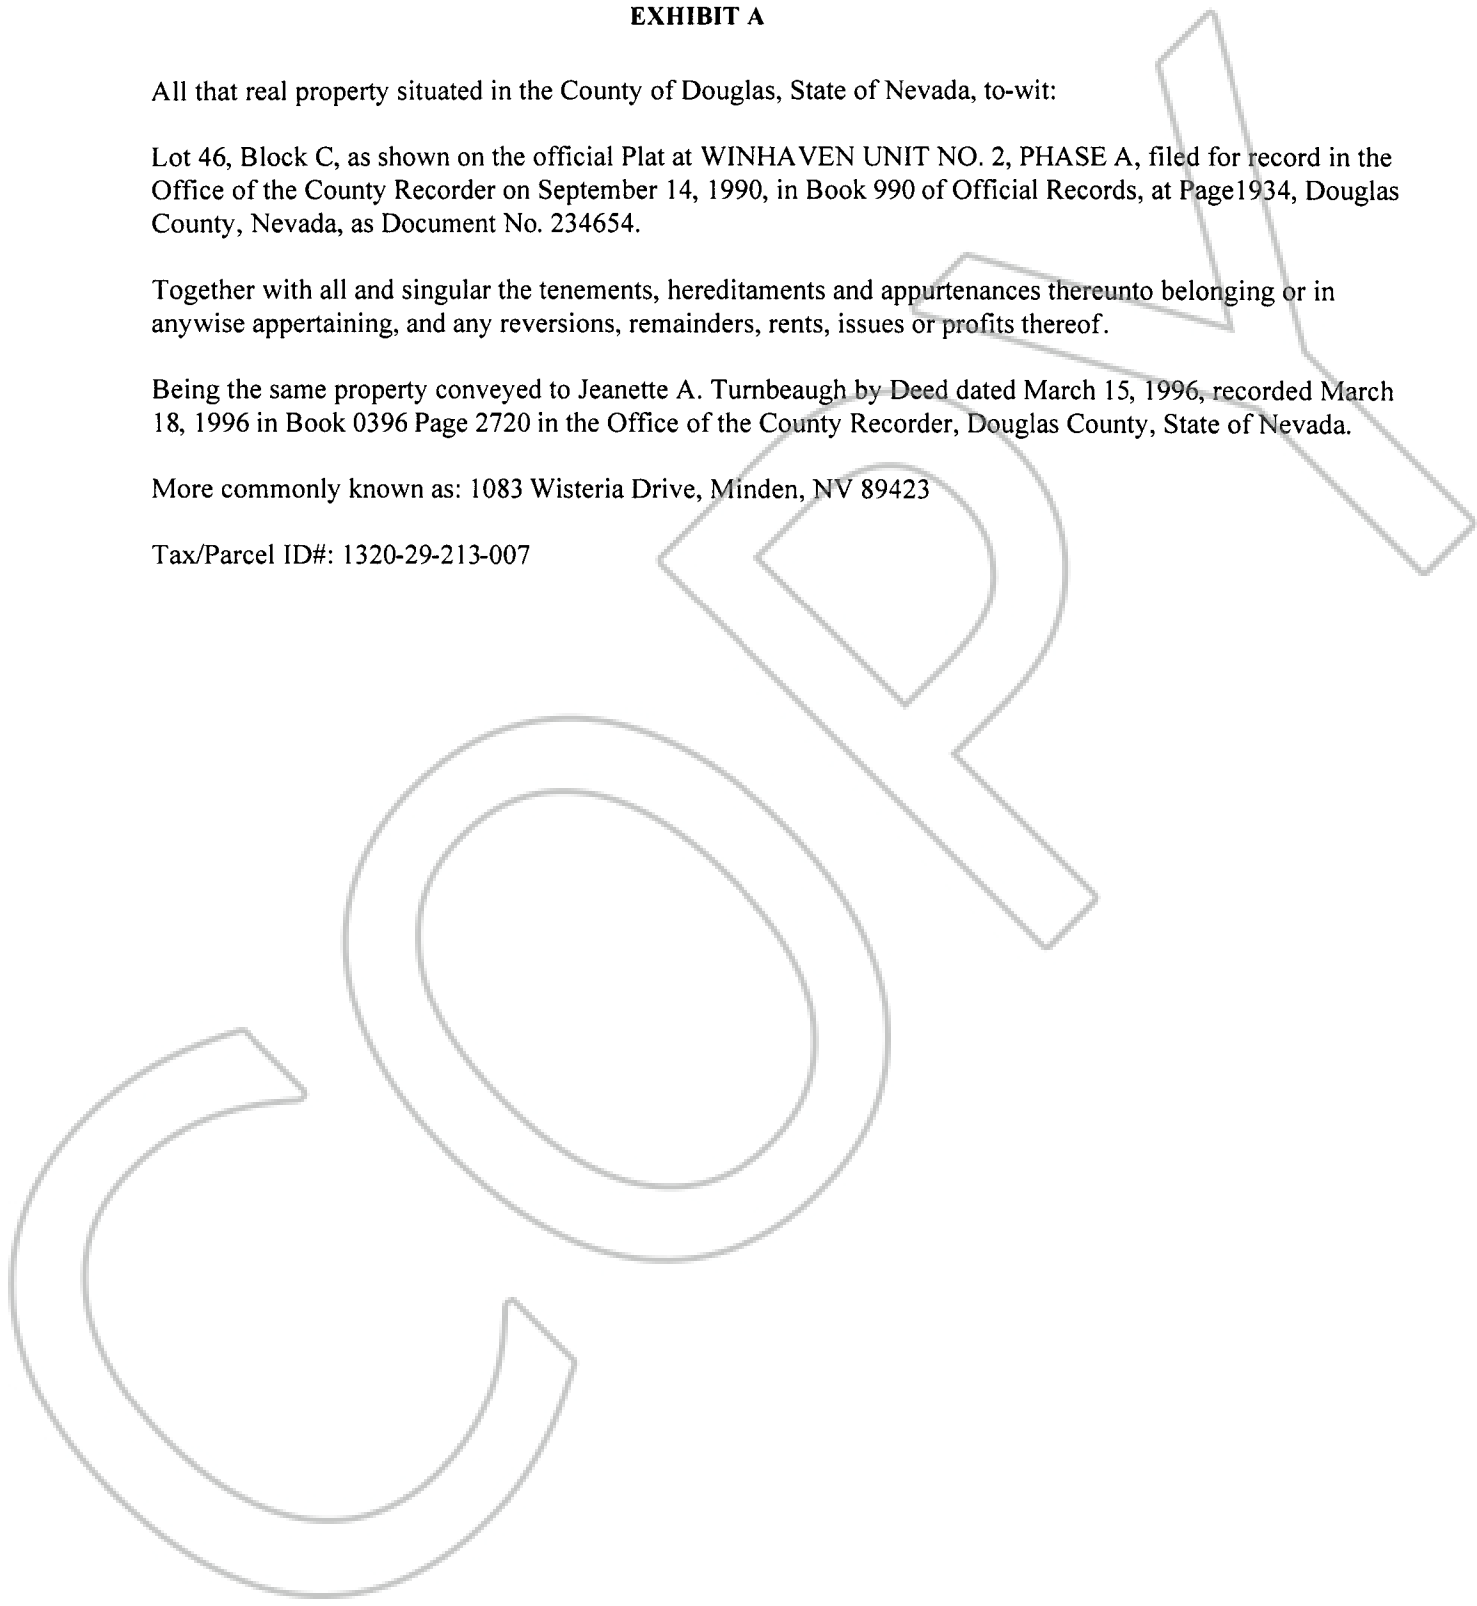 EXHIBIT A
All that real property situated in the County of Douglas, State of Nevada, to-wit:
Lot 46, Block C, as shown on the official Plat at WINHAVEN UNIT NO. 2, PHASE A, filed for record in the
Office of the County Recorder on September 14, 1990, in Book 990 of Official Records, at Page1934, Douglas
County, Nevada, as Document No. 234654.
Together with all and singular the tenements, hereditaments and appurtenances thereunto belonging or in
anywise appertaining, and any reversions, remainders, rents, issues or profits thereof.
Being the same property conveyed to Jeanette A. Turnbeaugh by Deed dated March 15, 1996, recorded March
18, 1996 in Book 0396 Page 2720 in the Office of the County Recorder, Douglas County, State of Nevada.
More commonly known as: 1083 Wisteria Drive, Minden, NV 89423
Tax/Parcel ID#: 1320-29-213-007
COPY